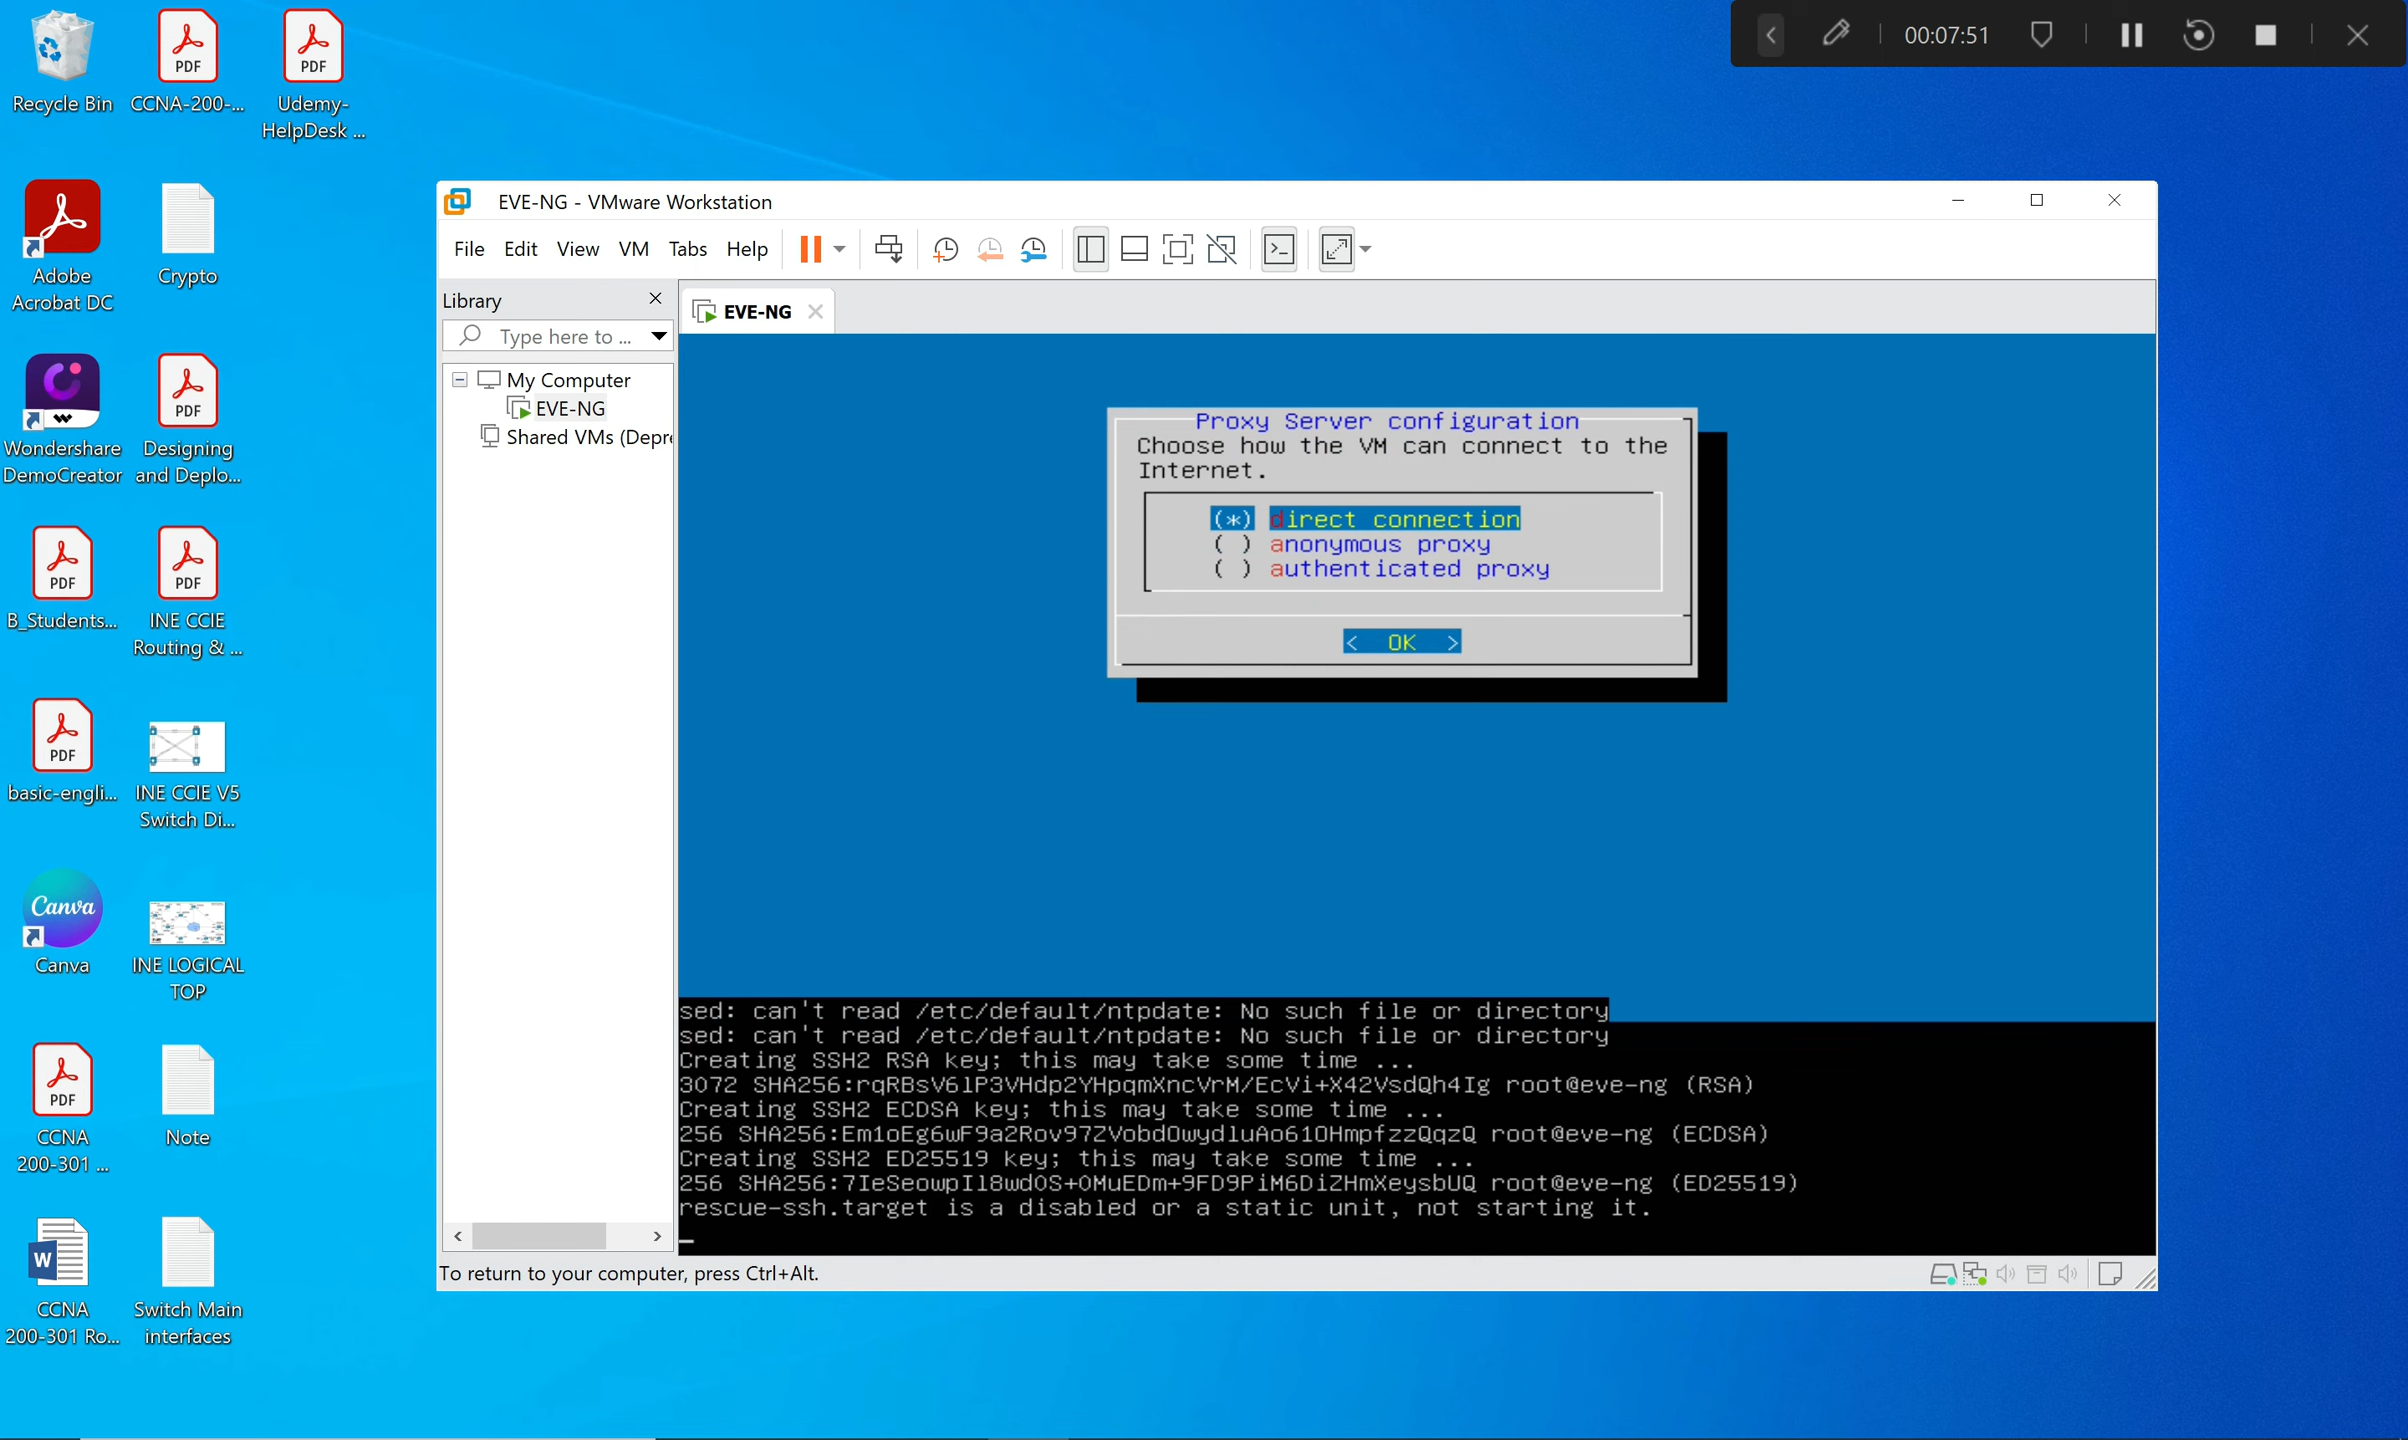 Recycle Bin
CCNA-200-...
Udemy-
HelpDesk ...
Adobe
Acrobat DC
Crypto
Wondershare
DemoCreator
PDF
Designing
and Deplo...
B_Students...
INE CCIE
Routing & ...
basic-engli...
INE CCIE V5
Switch Di...
Canva
Canva
INE LOGICAL
TOP
CCNA
200-301 ...
Note
CCNA
200-301 Ro...
Switch Main
interfaces
00:07:51
EVE-NG - VMware Workstation
File Edit View VM Tabs Help
Library
Type here to ...
My Computer
EVE-NG
Shared VMs (Depre
EVE-NG
Proxy Server configuration
Choose how the VM can connect to the
Internet.
(*) direct connection
( ) anonymous proxy
( ) authenticated proxy
< OK >
sed: can't read /etc/default/ntpdate: No such file or directory
sed: can't read /etc/default/ntpdate: No such file or directory
Creating SSH2 RSA key; this may take some time ...
3072 SHA256:rqRBsV6lP3VHdp2YHpqmXncVrM/EcVi+X42VsdQh4Ig root@eve-ng (RSA)
Creating SSH2 ECDSA key; this may take some time ...
256 SHA256:Em1oEg6wF9a2Rov97ZVobdOwydluAo61OHmpfzzQqzQ root@eve-ng (ECDSA)
Creating SSH2 ED25519 key; this may take some time ...
256 SHA256:7IeSeowpIl8wdOS+OMuEDm+9FD9PiM6DiZHmXeysbUQ root@eve-ng (ED25519)
rescue-ssh.target is a disabled or a static unit, not starting it.
To return to your computer, press Ctrl+Alt.